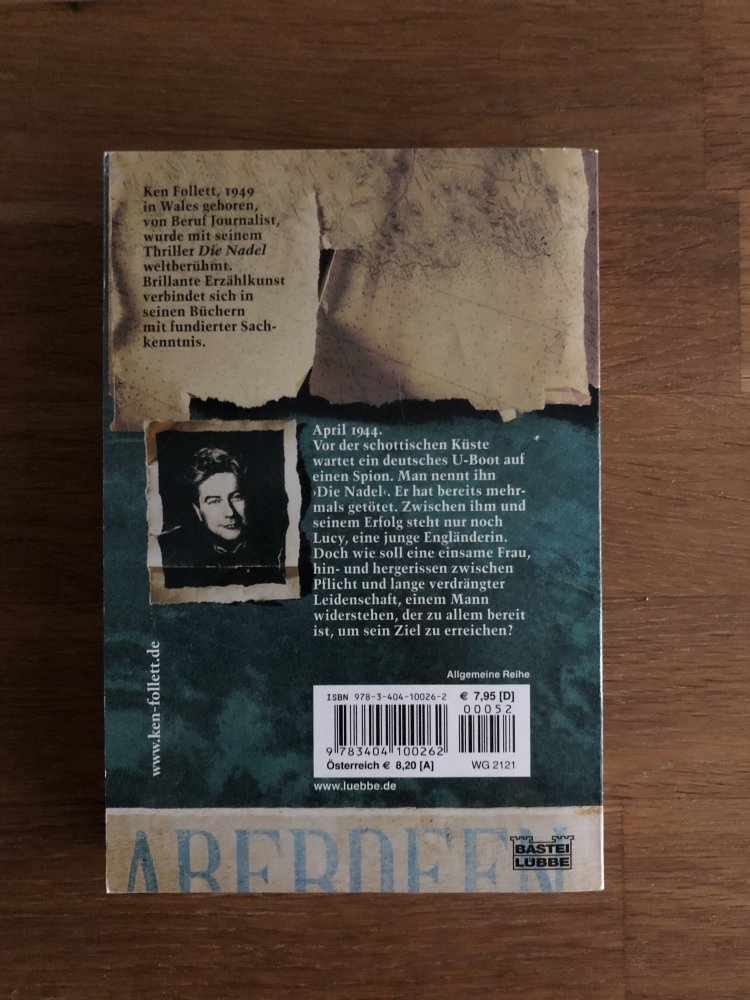 Ken Follett, 1949
in Wales geboren,
von Beruf Journalist,
wurde mit seinem
Thriller Die Nadel
weltberühmt.
Brillante Erzählkunst
verbindet sich in
seinen Büchern
mit fundierter Sach-
kenntnis.
April 1944.
Vor der schottischen Küste
wartet ein deutsches U-Boot auf
einen Spion. Man nennt ihn
›Die Nadel‹. Er hat bereits mehr-
mals getötet. Zwischen ihm und
seinem Erfolg steht nur noch
Lucy, eine junge Engländerin.
Doch wie soll eine einsame Frau,
hin- und hergerissen zwischen
Pflicht und lange verdrängter
Leidenschaft, einem Mann
widerstehen, der zu allem bereit
ist, um sein Ziel zu erreichen?
www.ken-follett.de
Allgemeine Reihe
ISBN 978-3-404-10026-2
€ 7,95 [D]
00052
9 783404 100262
Österreich € 8,20 [A]
WG 2121
www.luebbe.de
ABERDEEN
BASTEI
LÜBBE